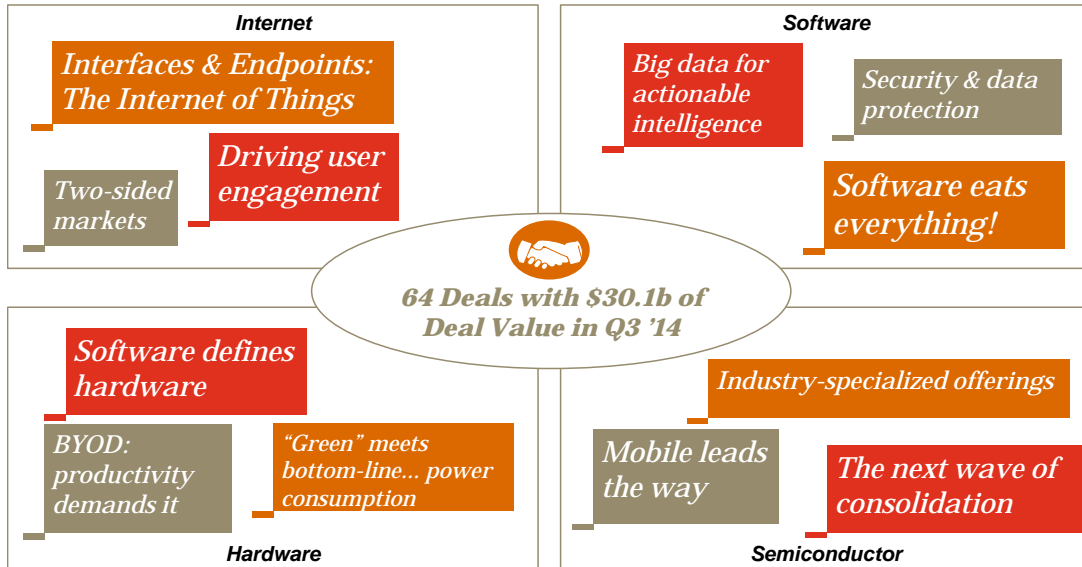 Internet
Interfaces & Endpoints:
The Internet of Things
Driving user
engagement
Two-sided
markets
Software
Big data for
actionable
intelligence
Security & data
protection
Software eats
everything!
64 Deals with $30.1b of
Deal Value in Q3 ’14
Software defines
hardware
BYOD:
productivity
demands it
“Green” meets
bottom-line... power
consumption
Hardware
Industry-specialized offerings
Mobile leads
the way
The next wave of
consolidation
Semiconductor